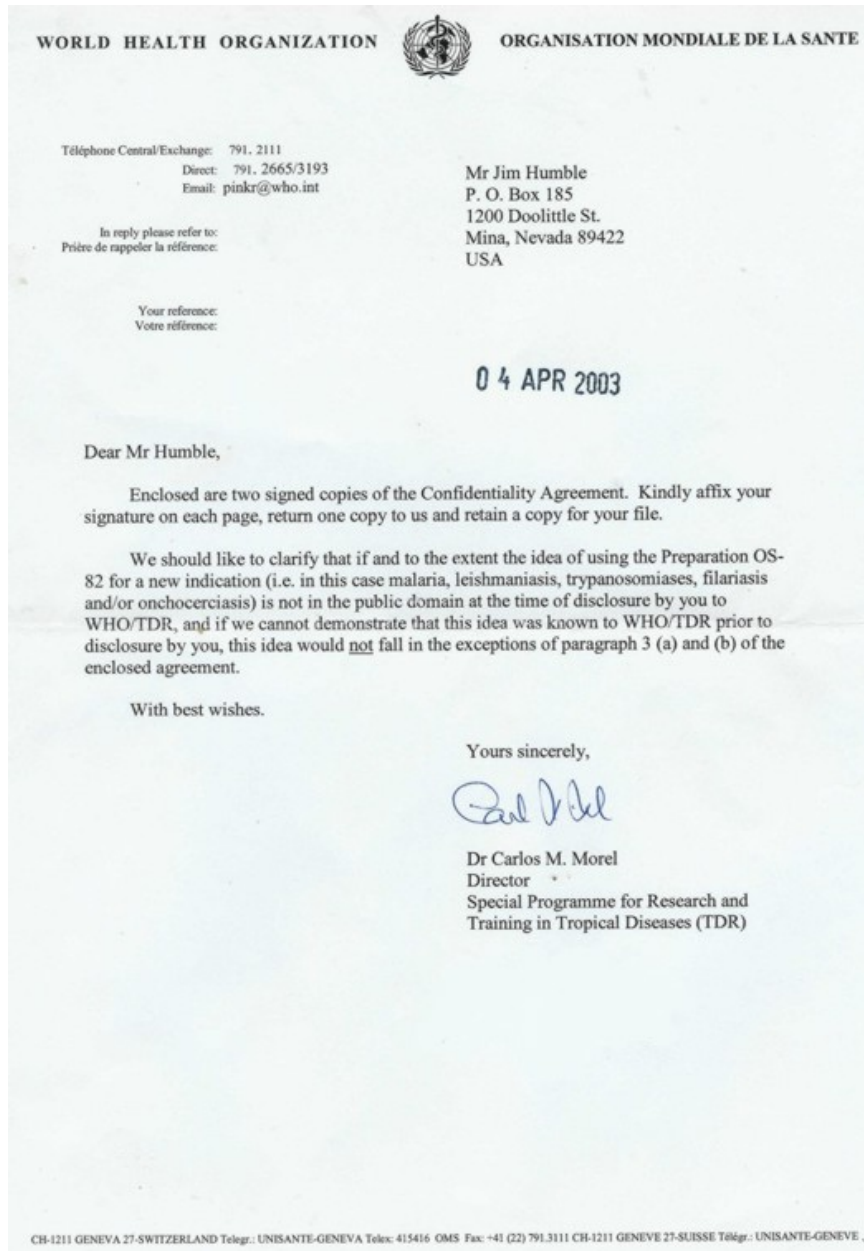 WORLD HEALTH ORGANIZATION
ORGANISATION MONDIALE DE LA SANTE
Téléphone Central/Exchange: 791. 2111
Direct: 791. 2665/3193
Email: pinkr@who.int
In reply please refer to:
Prière de rappeler la référence:
Your reference:
Votre référence:
Mr Jim Humble
P. O. Box 185
1200 Doolittle St.
Mina, Nevada 89422
USA
04 APR 2003
Dear Mr Humble,
Enclosed are two signed copies of the Confidentiality Agreement. Kindly affix your
signature on each page, return one copy to us and retain a copy for your file.
We should like to clarify that if and to the extent the idea of using the Preparation OS-
82 for a new indication (i.e. in this case malaria, leishmaniasis, trypanosomiases, filariasis
and/or onchocerciasis) is not in the public domain at the time of disclosure by you to
WHO/TDR, and if we cannot demonstrate that this idea was known to WHO/TDR prior to
disclosure by you, this idea would not fall in the exceptions of paragraph 3 (a) and (b) of the
enclosed agreement.
With best wishes.
Yours sincerely,
Dr Carlos M. Morel
Director
Special Programme for Research and
Training in Tropical Diseases (TDR)
CH-1211 GENEVA 27-SWITZERLAND Telegr.: UNISANTE-GENEVA Telex: 415416 OMS Fax: +41 (22) 791.3111 CH-1211 GENEVE 27-SUISSE Télégr.: UNISANTE-GENEVE